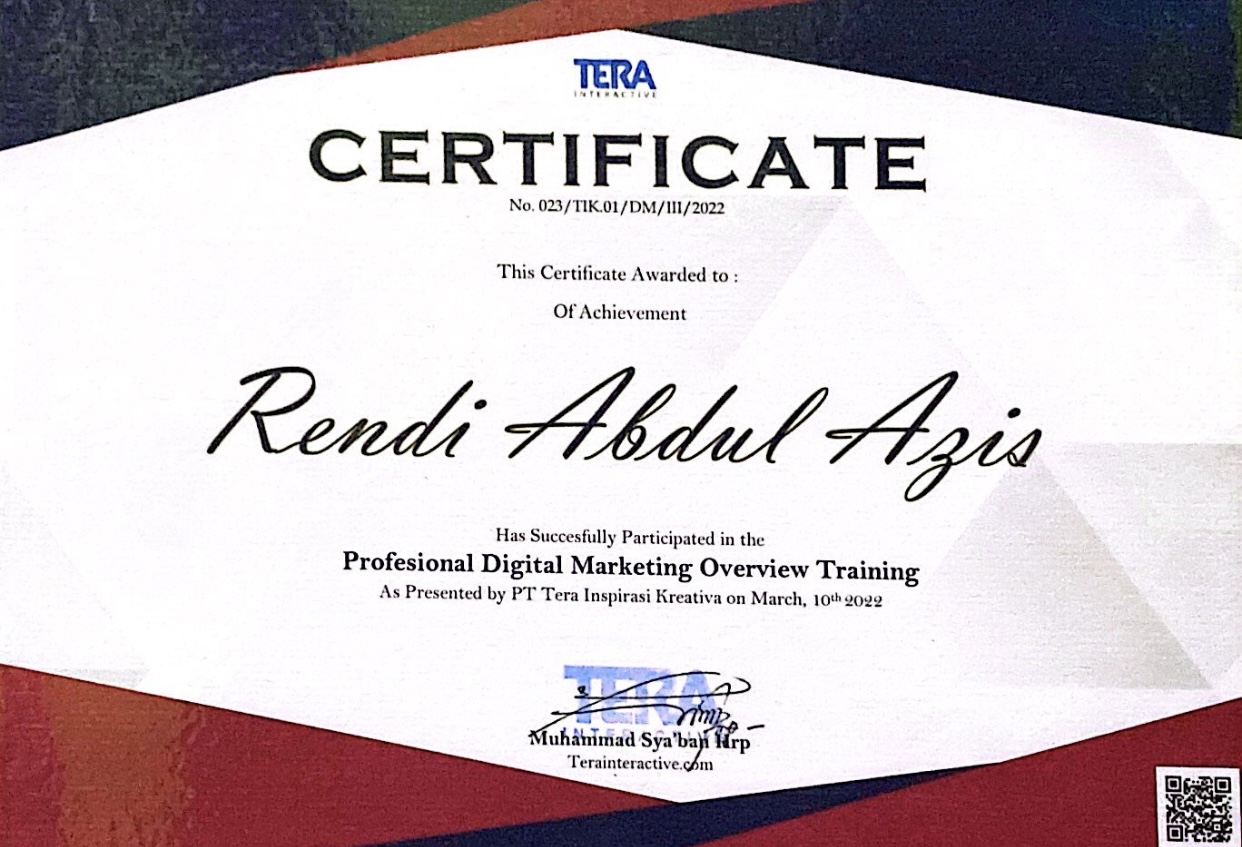 TERA
INTERACTIVE
CERTIFICATE
No. 023/TIK.01/DM/III/2022
This Certificate Awarded to :
Of Achievement
Rendi Abdul Azis
Has Succesfully Participated in the
Profesional Digital Marketing Overview Training
As Presented by PT Tera Inspirasi Kreativa on March, 10th 2022
TERA
INTERACTIVE
Muhammad Sya'ban Hrp
Terainteractive.com